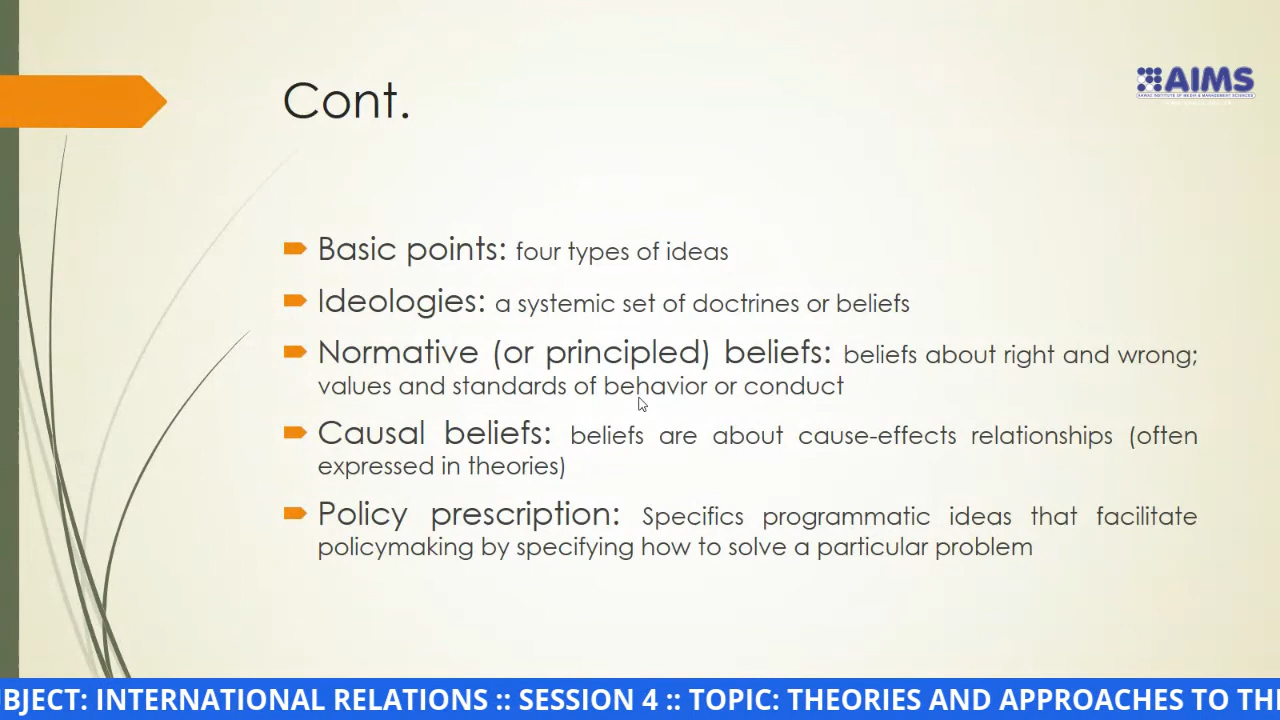 Cont.
AIMS
Basic points: four types of ideas
Ideologies: a systemic set of doctrines or beliefs
Normative (or principled) beliefs: beliefs about right and wrong;
values and standards of behavior or conduct
Causal beliefs: beliefs are about cause-effects relationships (often
expressed in theories)
Policy prescription: Specifics programmatic ideas that facilitate
policymaking by specifying how to solve a particular problem
UBJECT: INTERNATIONAL RELATIONS :: SESSION 4 :: TOPIC: THEORIES AND APPROACHES TO TH